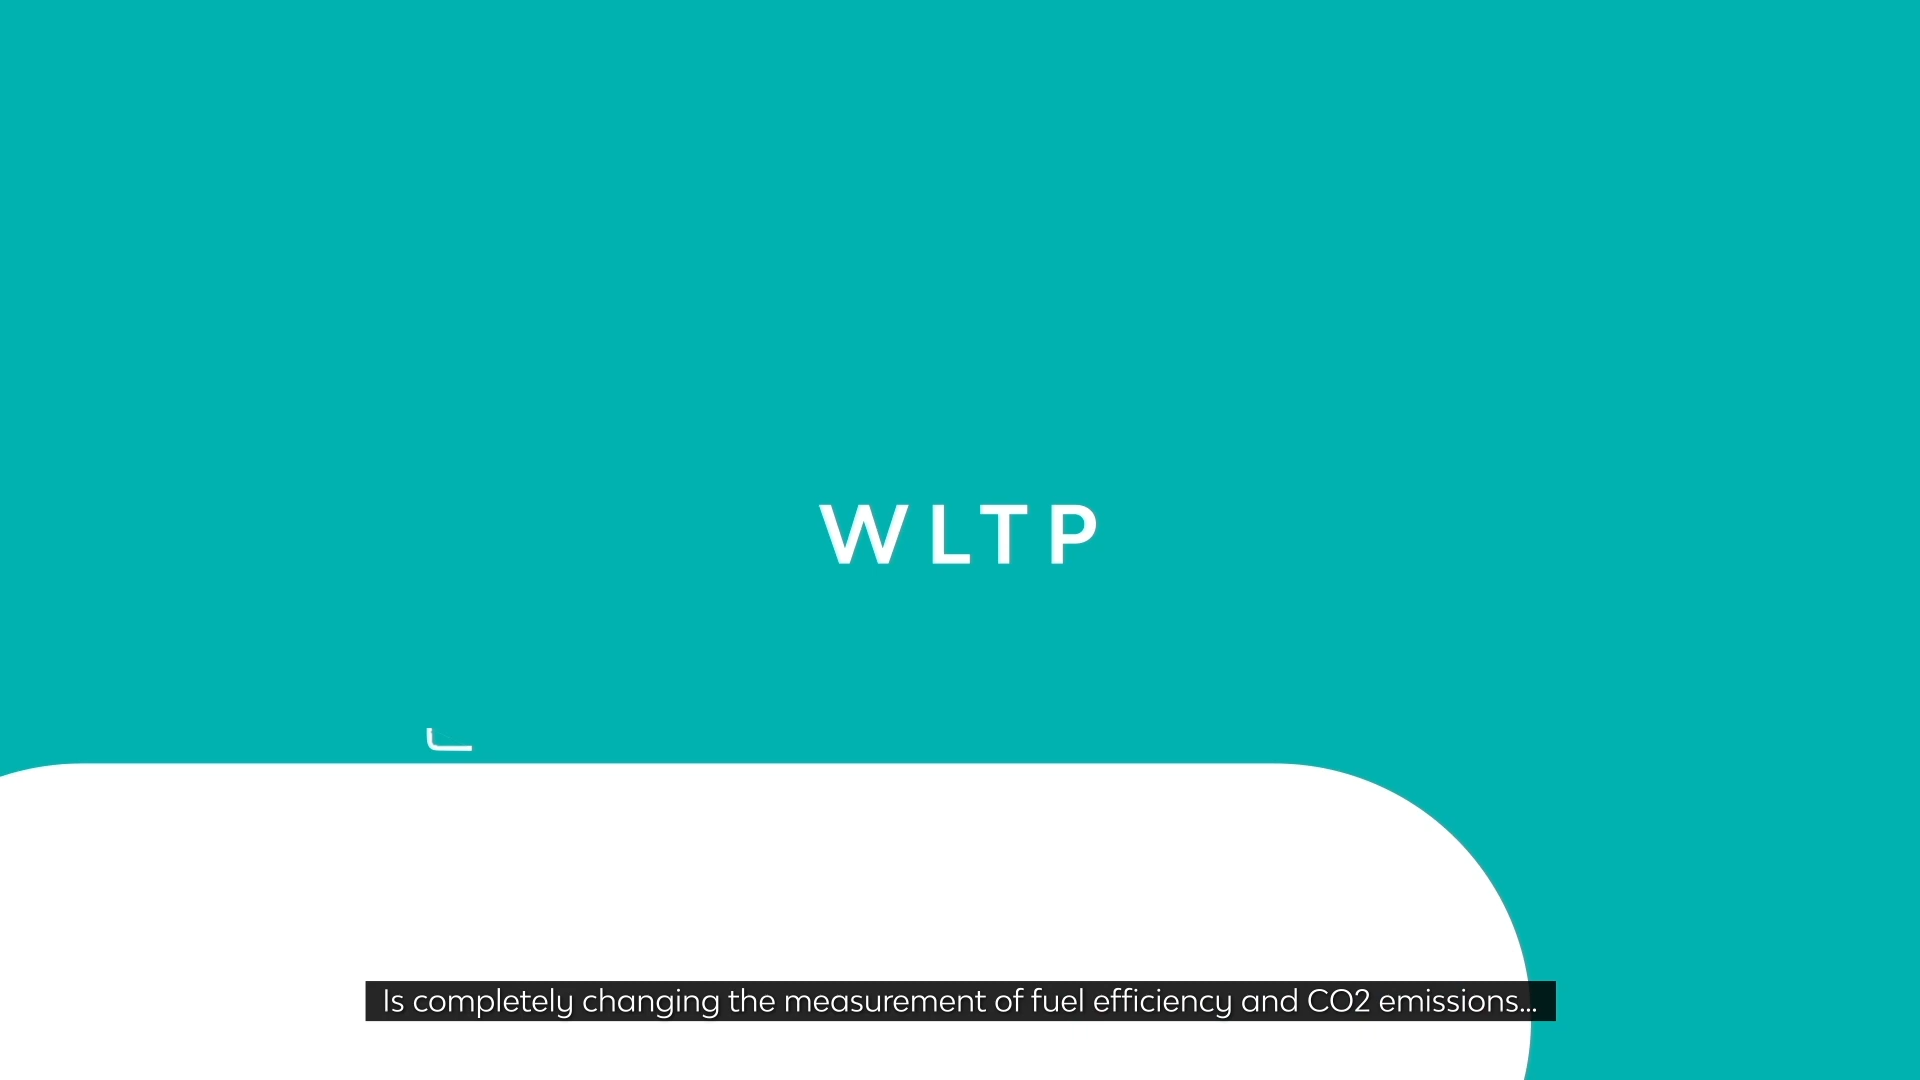 WLTP
Is completely changing the measurement of fuel efficiency and CO2 emissions...